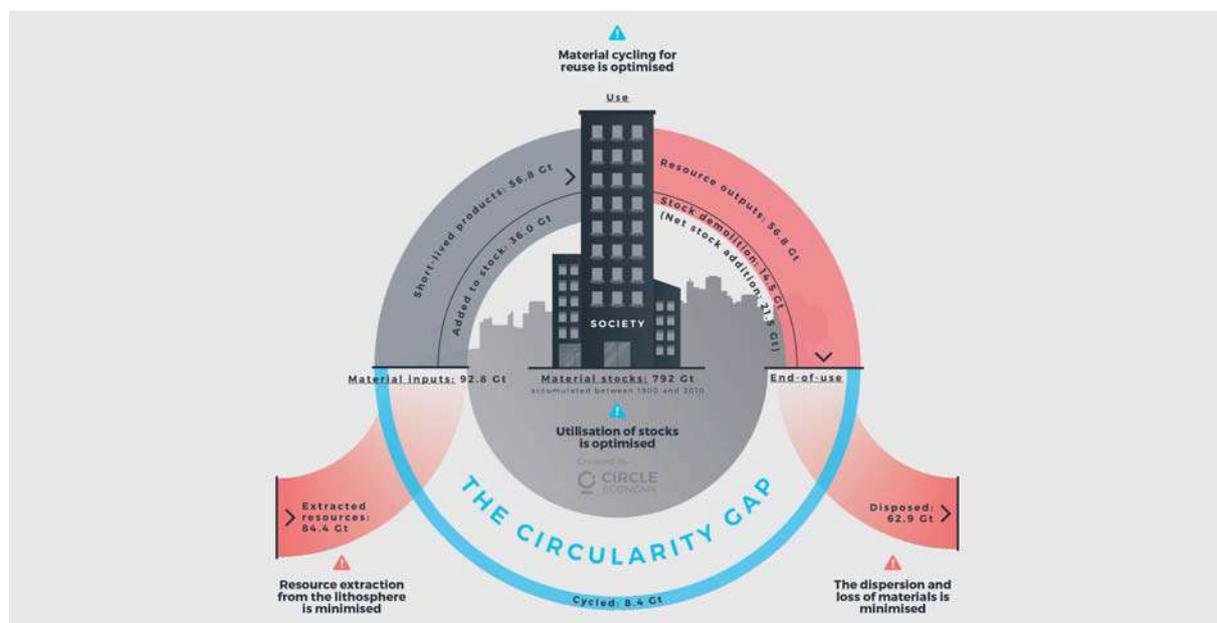 Material cycling for
reuse is optimised
Use
Short-lived products: 56.8 Gt
Added to stock: 36.0 Gt
Resource outputs: 56.8 Gt
Stock demolition: 14.5 Gt
(Net stock addition: 21.5 Gt)
SOCIETY
Material inputs: 92.8 Gt
Material stocks: 792 Gt
accumulated between 1900 and 2010
End-of-use
Utilisation of stocks
is optimised
Created by
CIRCLE
ECONOMY
THE CIRCULARITY GAP
Extracted
resources:
84.4 Gt
Disposed:
62.9 Gt
Resource extraction
from the lithosphere
is minimised
The dispersion and
loss of materials is
minimised
Cycled: 8.4 Gt